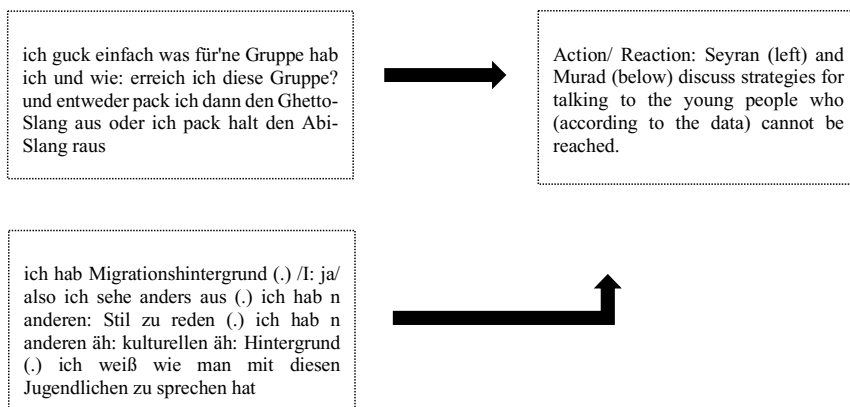 ich guck einfach was für'ne Gruppe hab
ich und wie: erreich ich diese Gruppe?
und entweder pack ich dann den Ghetto-
Slang aus oder ich pack halt den Abi-
Slang raus
Action/ Reaction: Seyran (left) and
Murad (below) discuss strategies for
talking to the young people who
(according to the data) cannot be
reached.
ich hab Migrationshintergrund (.) /I: ja/
also ich sehe anders aus (.) ich hab n
anderen: Stil zu reden (.) ich hab n
anderen äh: kulturellen äh: Hintergrund
(.) ich weiß wie man mit diesen
Jugendlichen zu sprechen hat